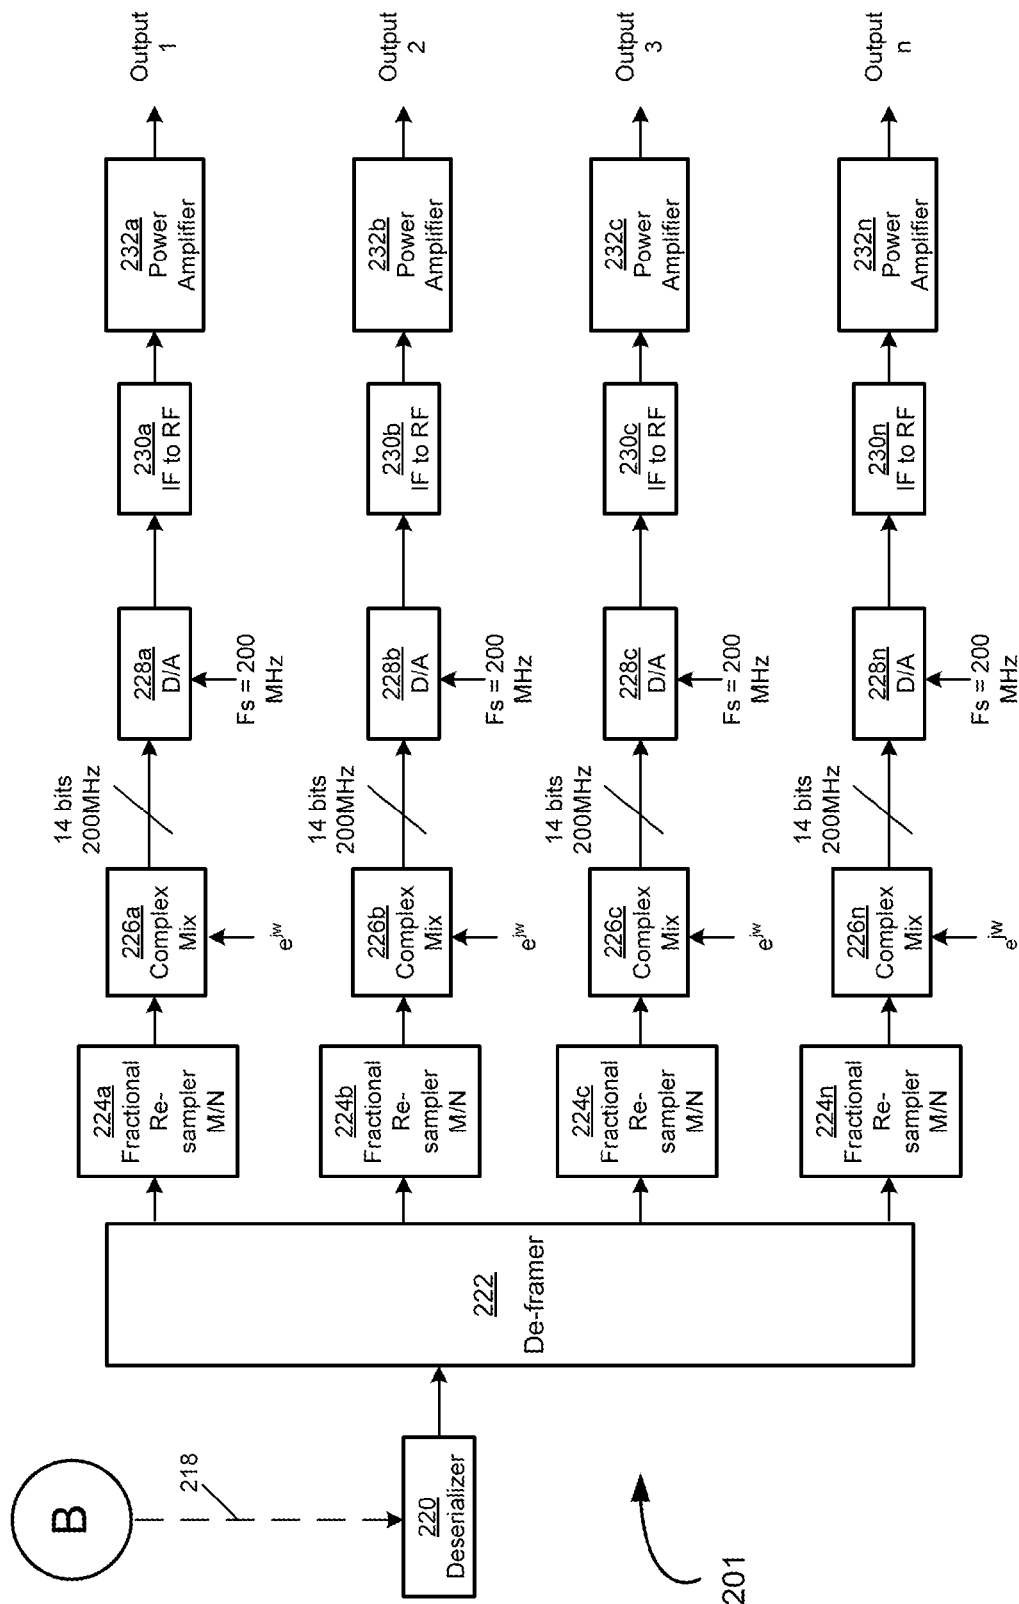 B
218
220
Deserializer
201
222
De-framer
224a
Fractional
Re-
sampler
M/N
226a
Complex
Mix
e^jw
14 bits
200MHz
228a
D/A
Fs = 200
MHz
230a
IF to RF
232a
Power
Amplifier
Output
1
224b
Fractional
Re-
sampler
M/N
226b
Complex
Mix
e^jw
14 bits
200MHz
228b
D/A
Fs = 200
MHz
230b
IF to RF
232b
Power
Amplifier
Output
2
224c
Fractional
Re-
sampler
M/N
226c
Complex
Mix
e^jw
14 bits
200MHz
228c
D/A
Fs = 200
MHz
230c
IF to RF
232c
Power
Amplifier
Output
3
224n
Fractional
Re-
sampler
M/N
226n
Complex
Mix
e^jw
14 bits
200MHz
228n
D/A
Fs = 200
MHz
230n
IF to RF
232n
Power
Amplifier
Output
n